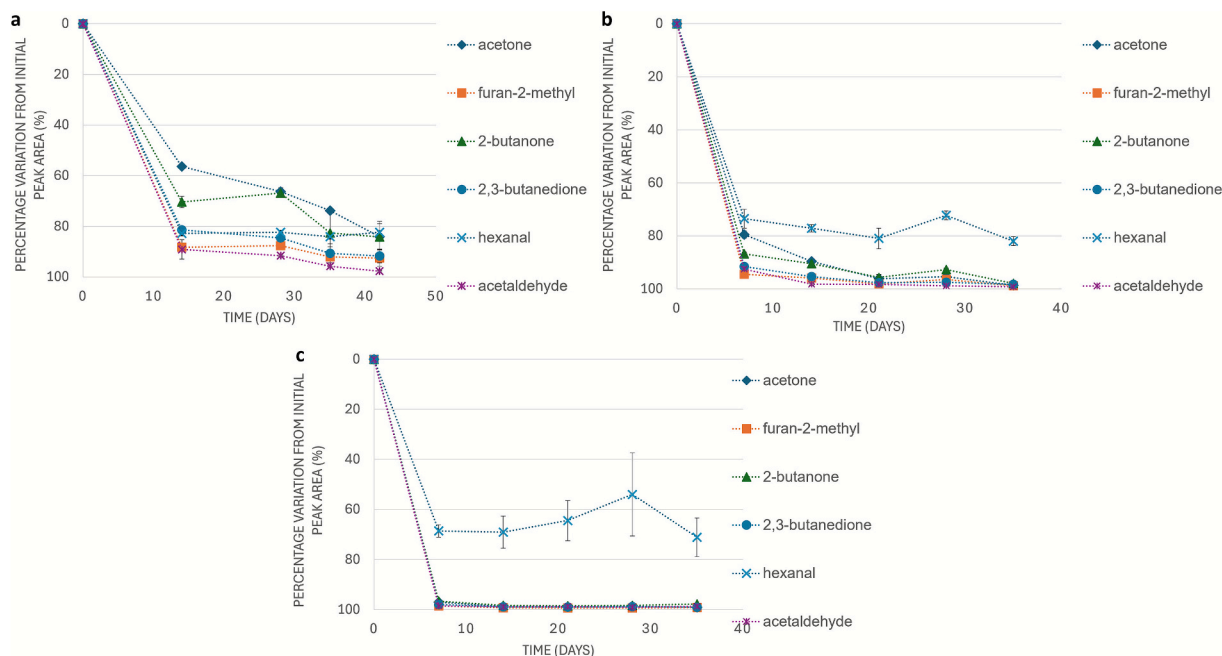 a
PERCENTAGE VARIATION FROM INITIAL
PEAK AREA (%)
0
20
40
60
80
100
0
10
20
30
40
50
TIME (DAYS)
acetone
furan-2-methyl
2-butanone
2,3-butanedione
hexanal
acetaldehyde
b
PERCENTAGE VARIATION FROM INITIAL
PEAK AREA (%)
0
20
40
60
80
100
0
10
20
30
40
TIME (DAYS)
acetone
furan-2-methyl
2-butanone
2,3-butanedione
hexanal
acetaldehyde
c
PERCENTAGE VARIATION FROM INITIAL
PEAK AREA (%)
0
20
40
60
80
100
0
10
20
30
40
TIME (DAYS)
acetone
furan-2-methyl
2-butanone
2,3-butanedione
hexanal
acetaldehyde